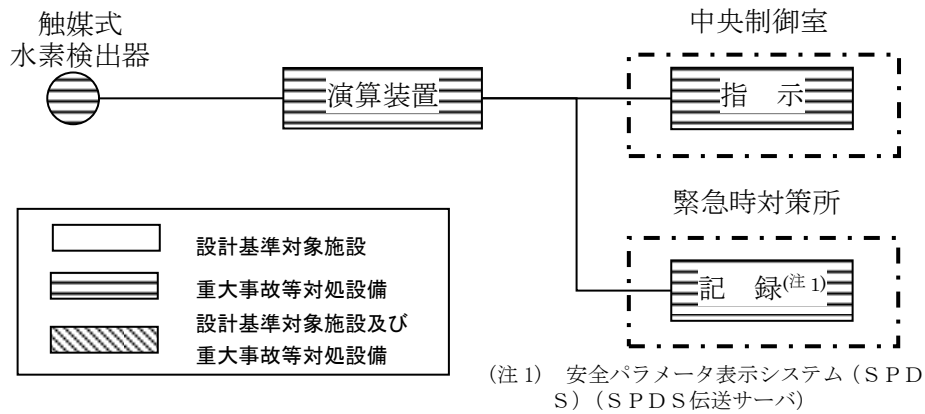 触媒式
水素検出器
演算装置
中央制御室
指　示
緊急時対策所
記　録(注1)
設計基準対象施設
重大事故等対処設備
設計基準対象施設及び
重大事故等対処設備
(注1)　安全パラメータ表示システム（ＳＰＤ
Ｓ）（ＳＰＤＳ伝送サーバ）